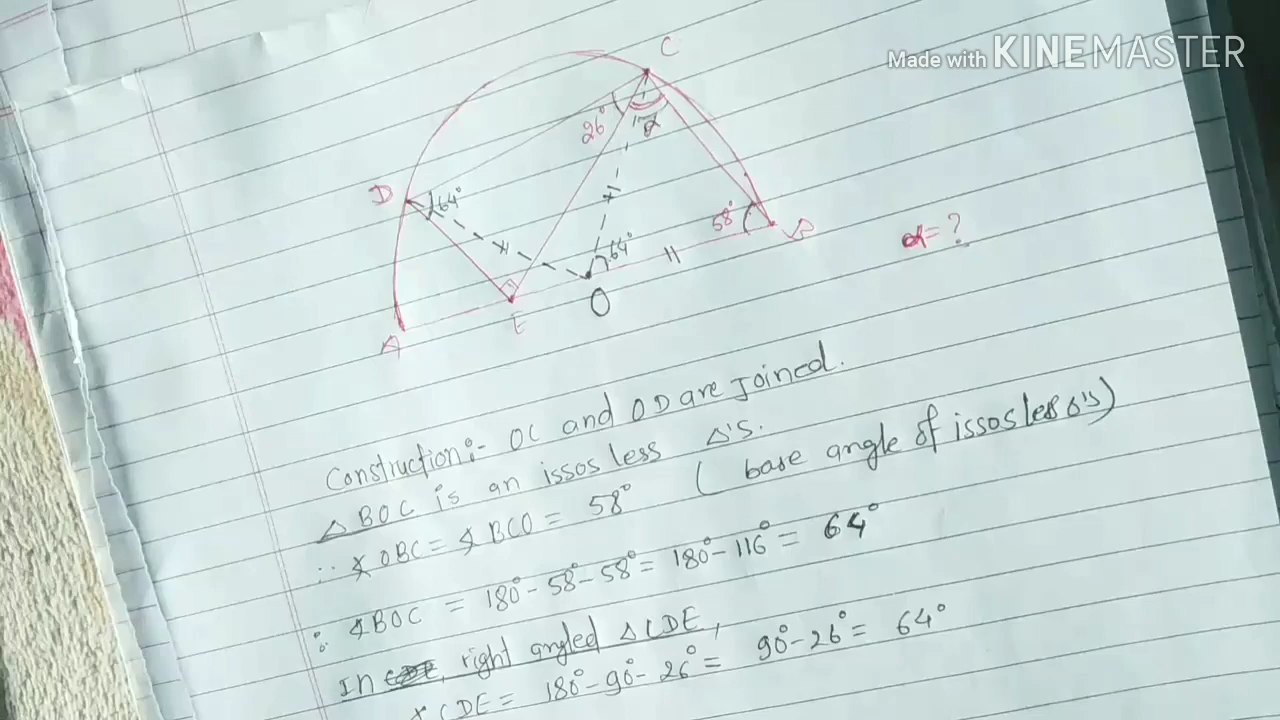 Made with KINEMASTER
C
26°
α
D
64°
58°
B
64°
α = ?
O
E
A
Construction:- OC and OD are joined.
△BOC is an issos less △'s.
∴ ∡OBC = ∡BCO = 58° ( base angle of issosless △'s)
∴ ∡BOC = 180° - 58° - 58° = 180° - 116° = 64°
In right angled △CDE,
∡CDE = 180° - 90° - 26° = 90° - 26° = 64°